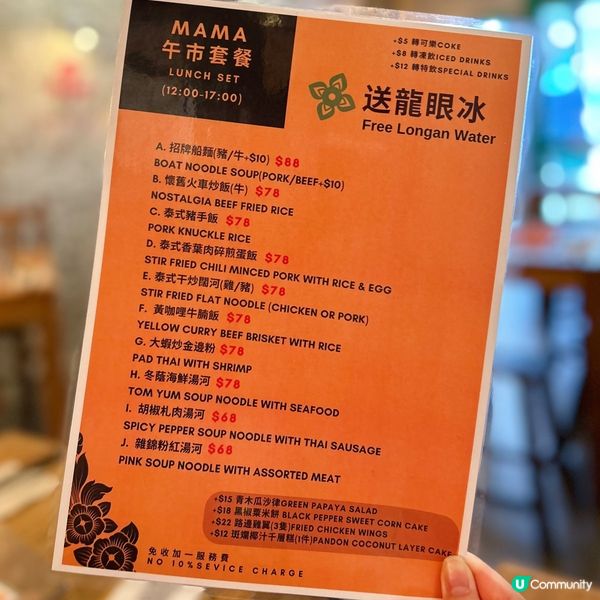 MAMA
午市套餐
LUNCH SET
(12:00-17:00)
+$5 轉可樂COKE
+$8 轉凍飲ICED DRINKS
+$12 轉特飲SPECIAL DRINKS
送龍眼冰
Free Longan Water
A. 招牌船麵(豬/牛+$10) $88
BOAT NOODLE SOUP(PORK/BEEF+$10)
B. 懷舊火車炒飯(牛) $78
NOSTALGIA BEEF FRIED RICE
C. 泰式豬手飯 $78
PORK KNUCKLE RICE
D. 泰式香葉肉碎煎蛋飯 $78
STIR FRIED CHILI MINCED PORK WITH RICE & EGG
E. 泰式干炒闊河(雞/豬) $78
STIR FRIED FLAT NOODLE (CHICKEN OR PORK)
F. 黃咖哩牛腩飯 $78
YELLOW CURRY BEEF BRISKET WITH RICE
G. 大蝦炒金邊粉 $78
PAD THAI WITH SHRIMP
H. 冬蔭海鮮湯河 $78
TOM YUM SOUP NOODLE WITH SEAFOOD
I. 胡椒札肉湯河 $68
SPICY PEPPER SOUP NOODLE WITH THAI SAUSAGE
J. 雜錦粉紅湯河 $68
PINK SOUP NOODLE WITH ASSORTED MEAT
+$15 青木瓜沙律GREEN PAPAYA SALAD
+$18 黑椒粟米餅 BLACK PEPPER SWEET CORN CAKE
+$22 路邊雞翼(3隻)FRIED CHICKEN WINGS
+$12 斑斕椰汁千層糕(1件)PANDON COCONUT LAYER CAKE
免收加一服務費
NO 10%SEVICE CHARGE
U Community